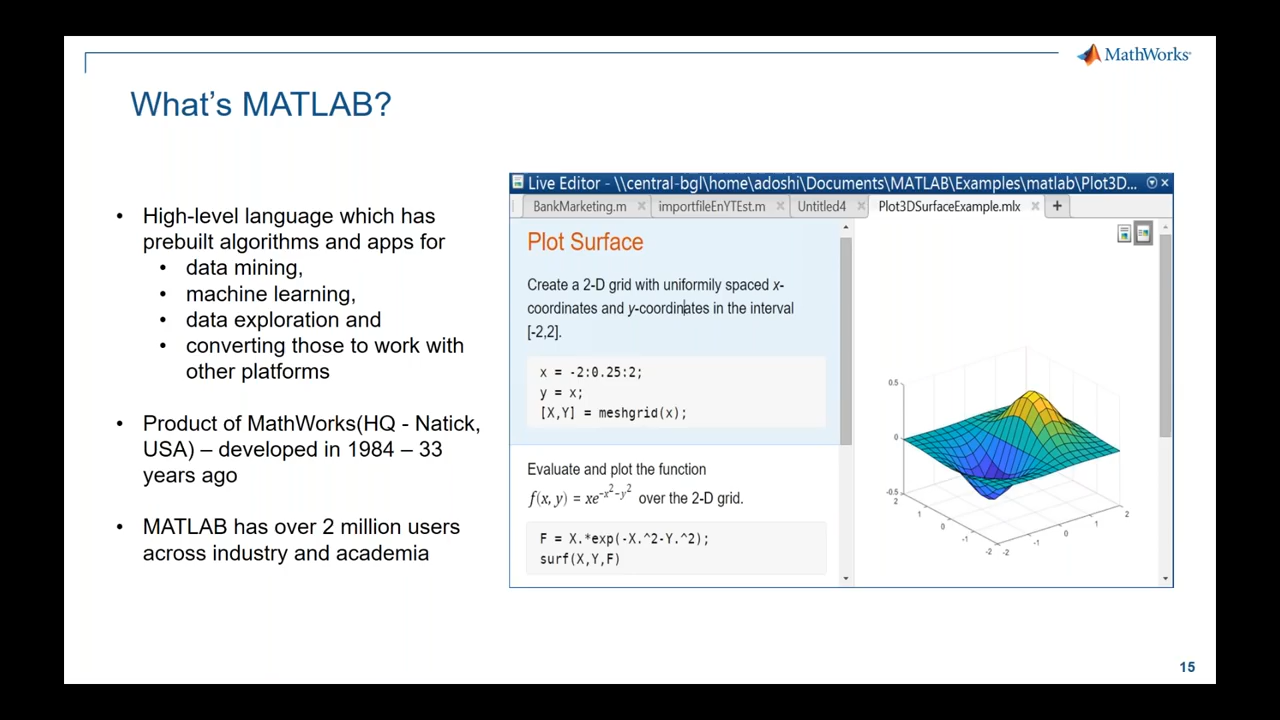 MathWorks®
What's MATLAB?
• High-level language which has
prebuilt algorithms and apps for
• data mining,
• machine learning,
• data exploration and
• converting those to work with
other platforms
• Product of MathWorks(HQ - Natick,
USA) – developed in 1984 – 33
years ago
• MATLAB has over 2 million users
across industry and academia
Live Editor - \\central-bgl\home\adoshi\Documents\MATLAB\Examples\matlab\Plot3D...
BankMarketing.m × importfileEnYTEst.m × Untitled4 × Plot3DSurfaceExample.mlx × +
Plot Surface
Create a 2-D grid with uniformily spaced x-
coordinates and y-coordinates in the interval
[-2,2].
x = -2:0.25:2;
y = x;
[X,Y] = meshgrid(x);
Evaluate and plot the function
f(x, y) = xe^{-x^2-y^2} over the 2-D grid.
F = X.*exp(-X.^2-Y.^2);
surf(X,Y,F)
0.5
0
-0.5
2
1
0
-1
-2
-2
-1
0
1
2
15